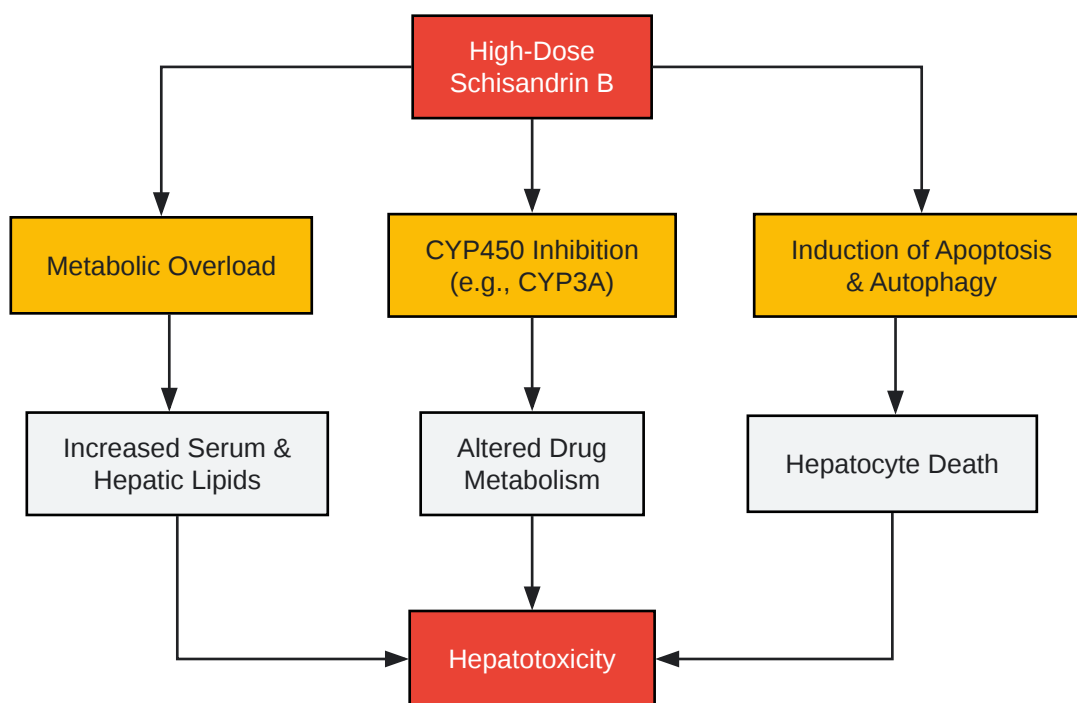 High-Dose
Schisandrin B
Metabolic Overload
CYP450 Inhibition
(e.g., CYP3A)
Induction of Apoptosis
& Autophagy
Increased Serum &
Hepatic Lipids
Altered Drug
Metabolism
Hepatocyte Death
Hepatotoxicity